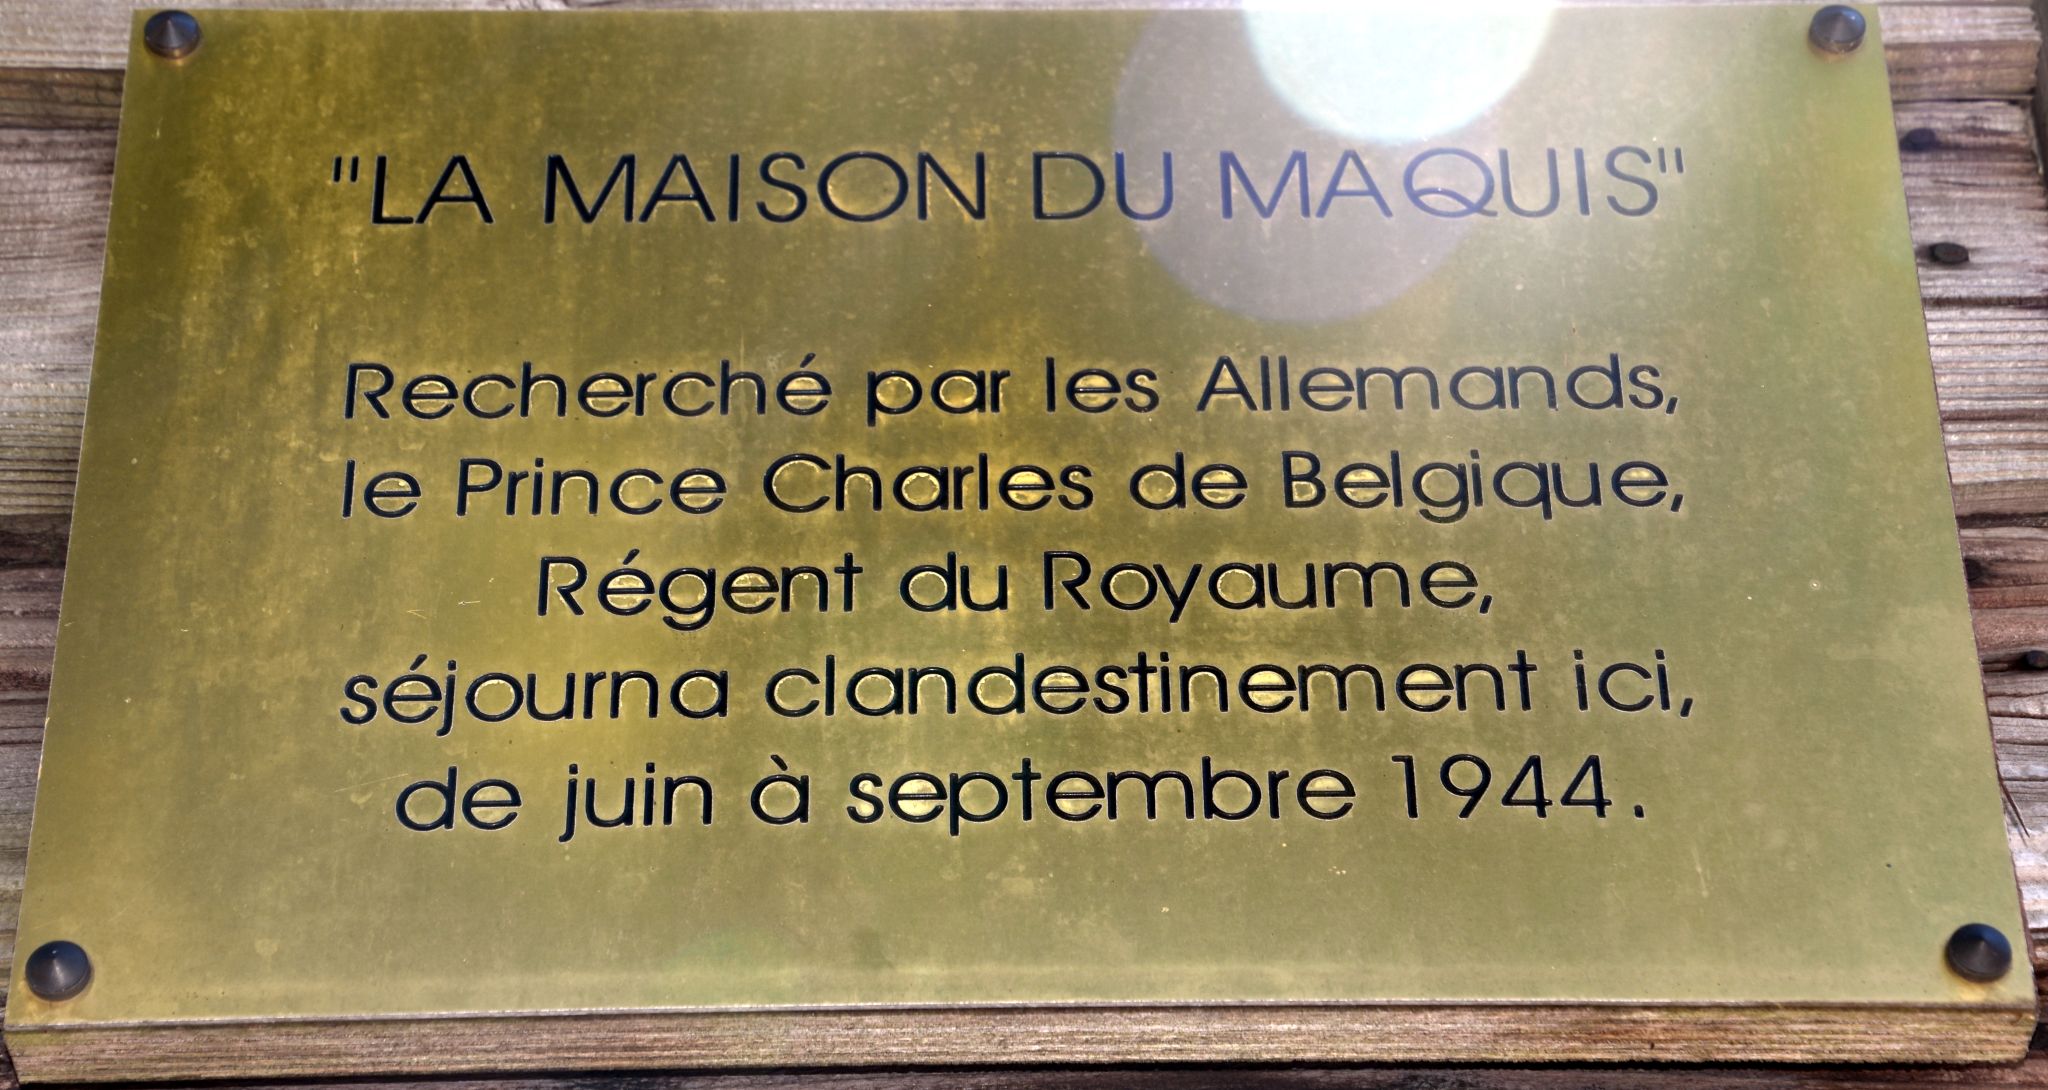 "LA MAISON DU MAQUIS"
Recherché par les Allemands,
le Prince Charles de Belgique,
Régent du Royaume,
séjourna clandestinement ici,
de juin à septembre 1944.